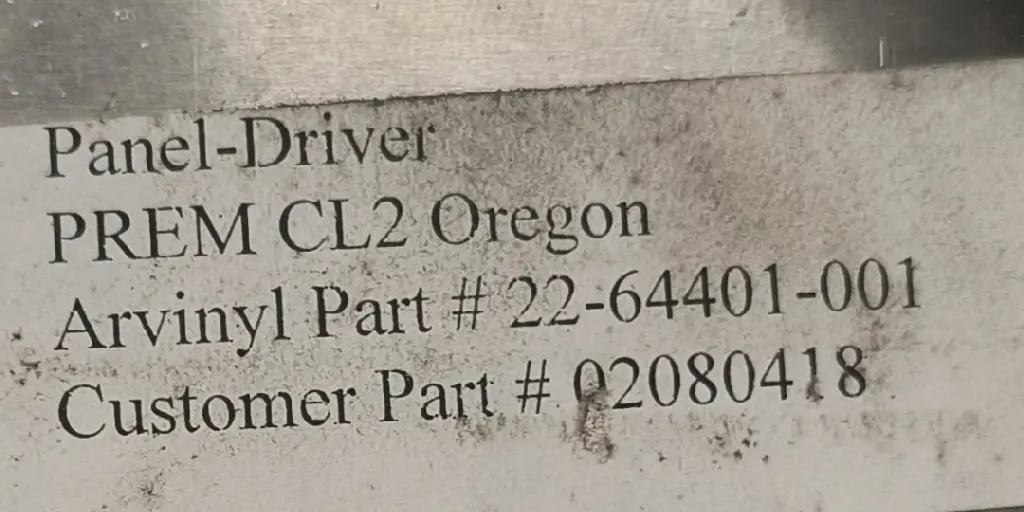 Panel-Driver
PREM CL2 Oregon
Arvinyl Part # 22-64401-001
Customer Part # 02080418